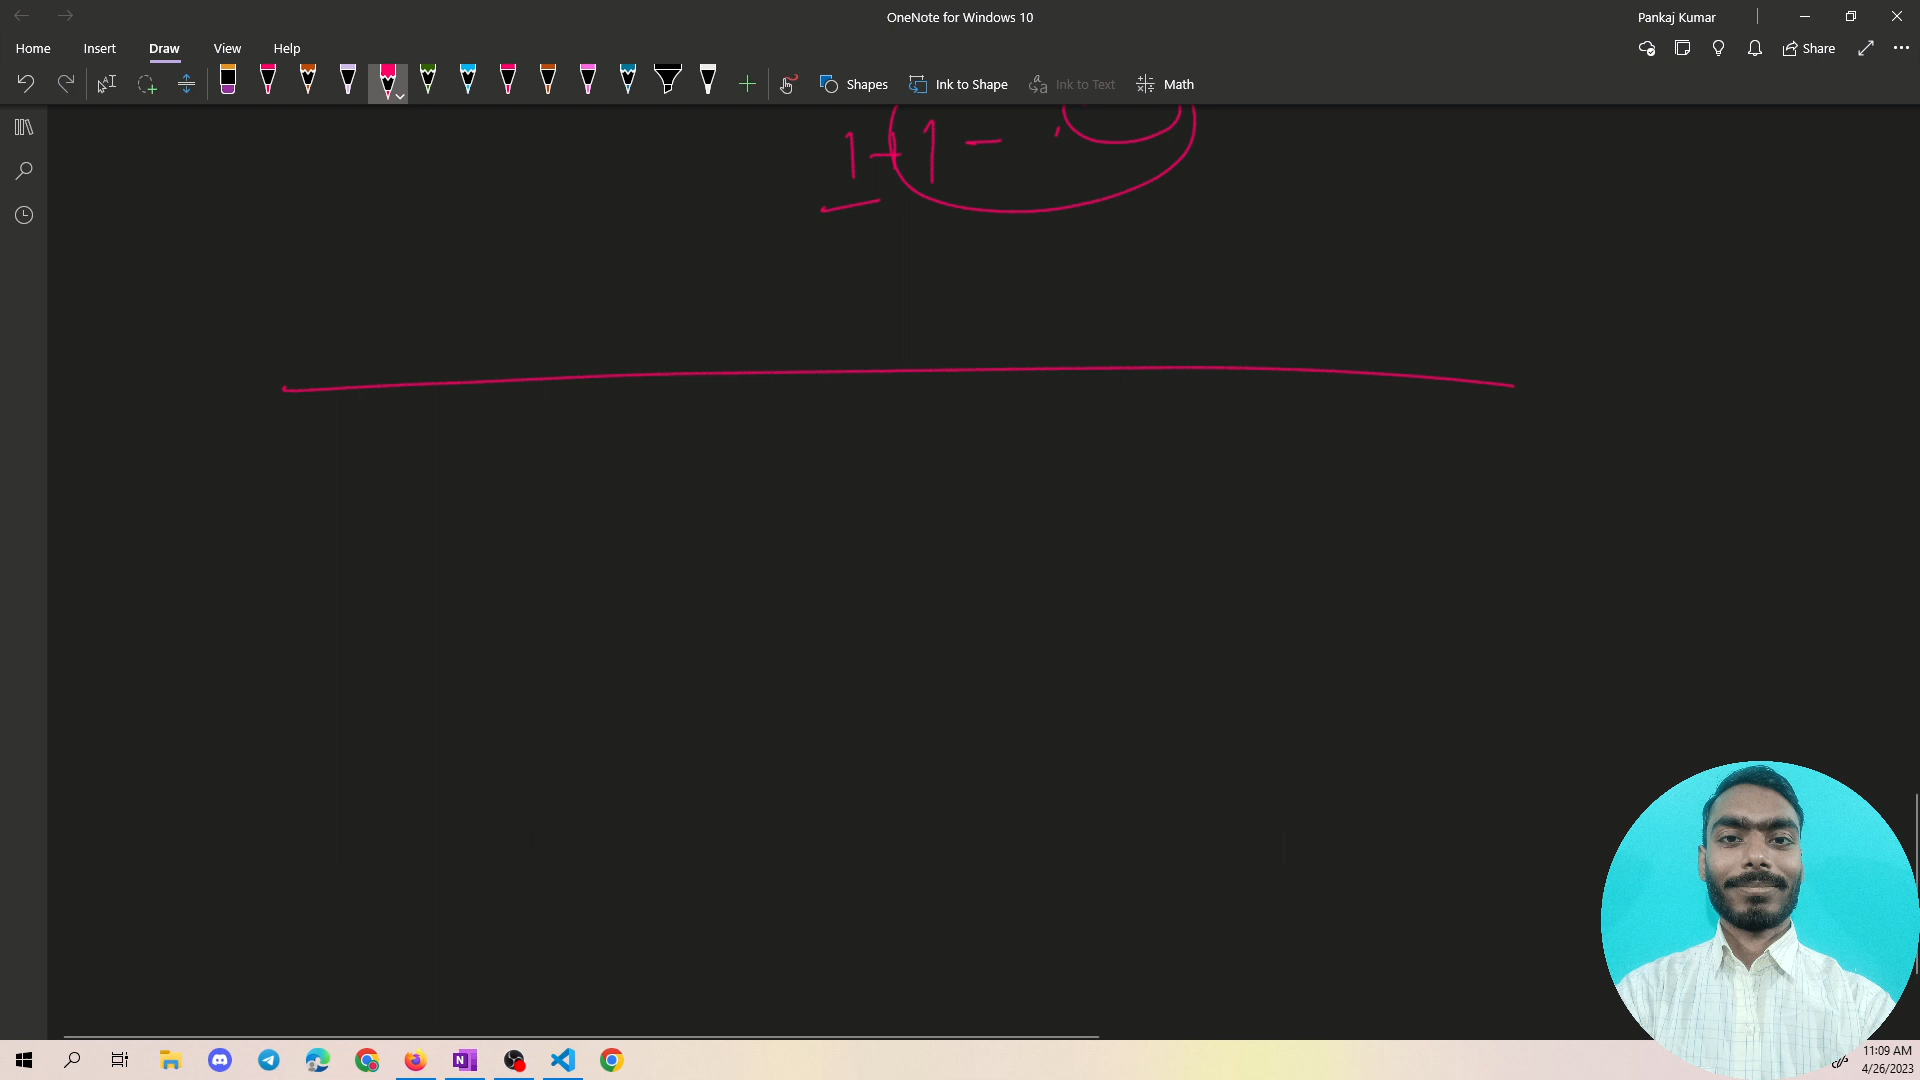 OneNote for Windows 10
Pankaj Kumar
Home Insert Draw View Help
Share
Shapes
Ink to Shape
Ink to Text
Math
1+1-
11:09 AM
4/26/2023